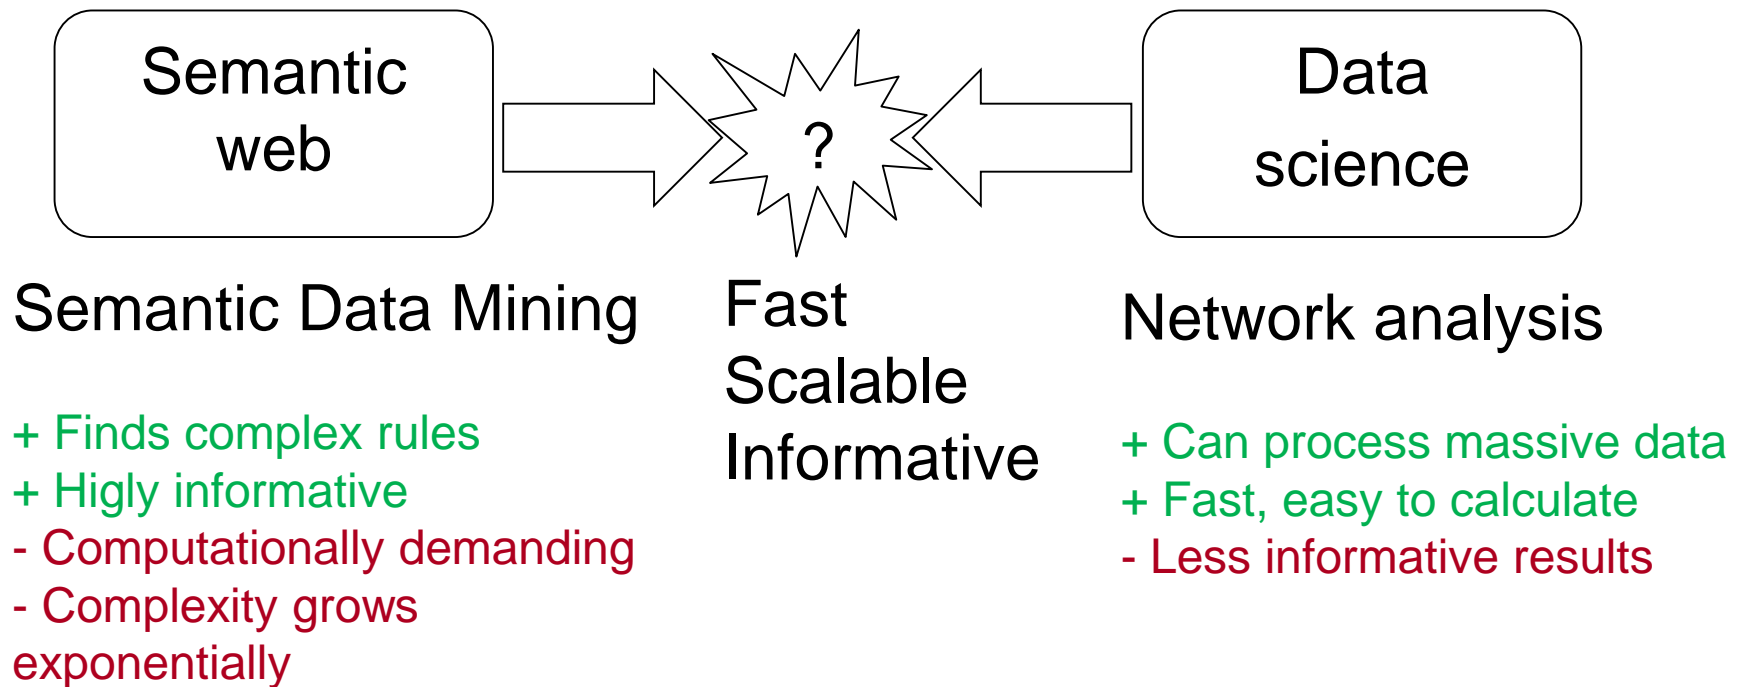 Semantic
web
?
Data
science
Semantic Data Mining
+ Finds complex rules
+ Higly informative
- Computationally demanding
- Complexity grows
exponentially
Fast
Scalable
Informative
Network analysis
+ Can process massive data
+ Fast, easy to calculate
- Less informative results